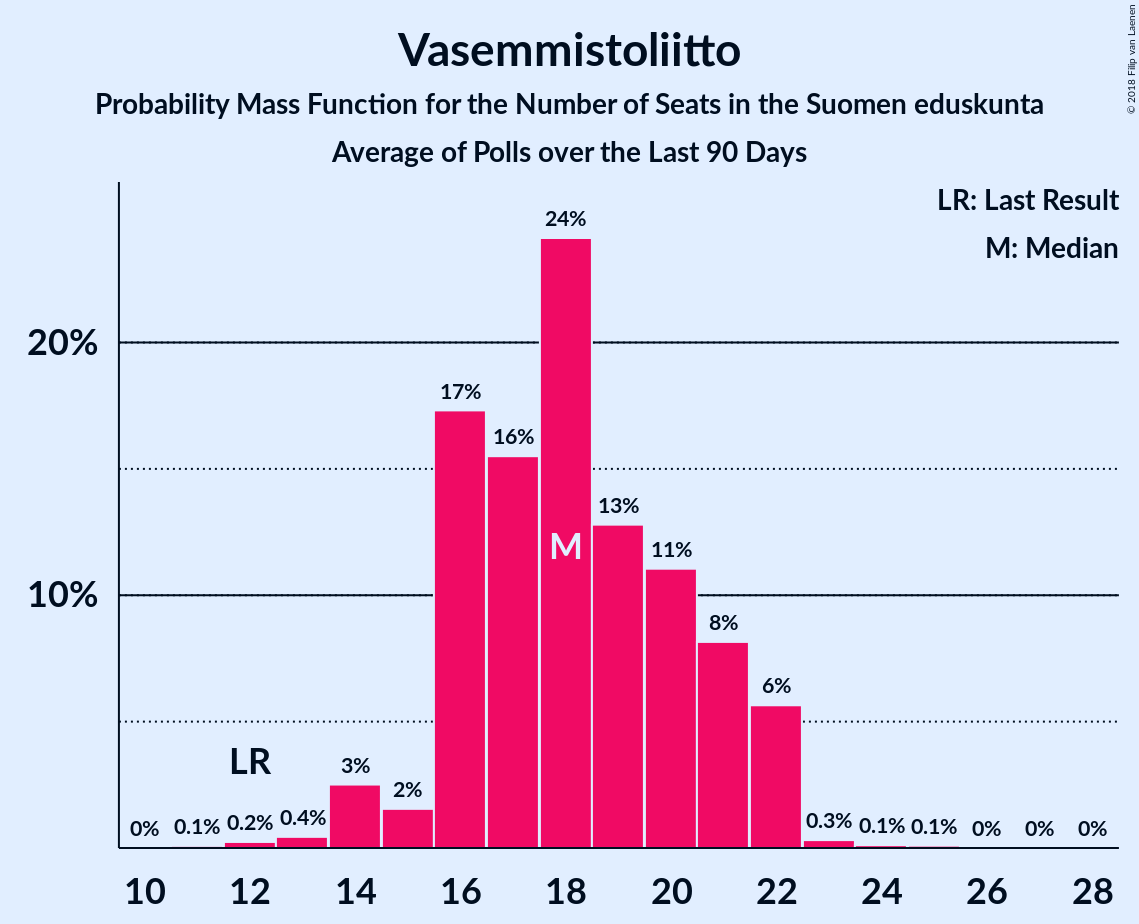 Vasemmistoliitto
Probability Mass Function for the Number of Seats in the Suomen eduskunta
Average of Polls over the Last 90 Days
© 2018 Filip van Laenen
LR: Last Result
M: Median
20%
10%
0%
0.1%
0.2%
0.4%
3%
2%
17%
16%
24%
13%
11%
8%
6%
0.3%
0.1%
0.1%
0%
0%
0%
LR
M
10 12 14 16 18 20 22 24 26 28